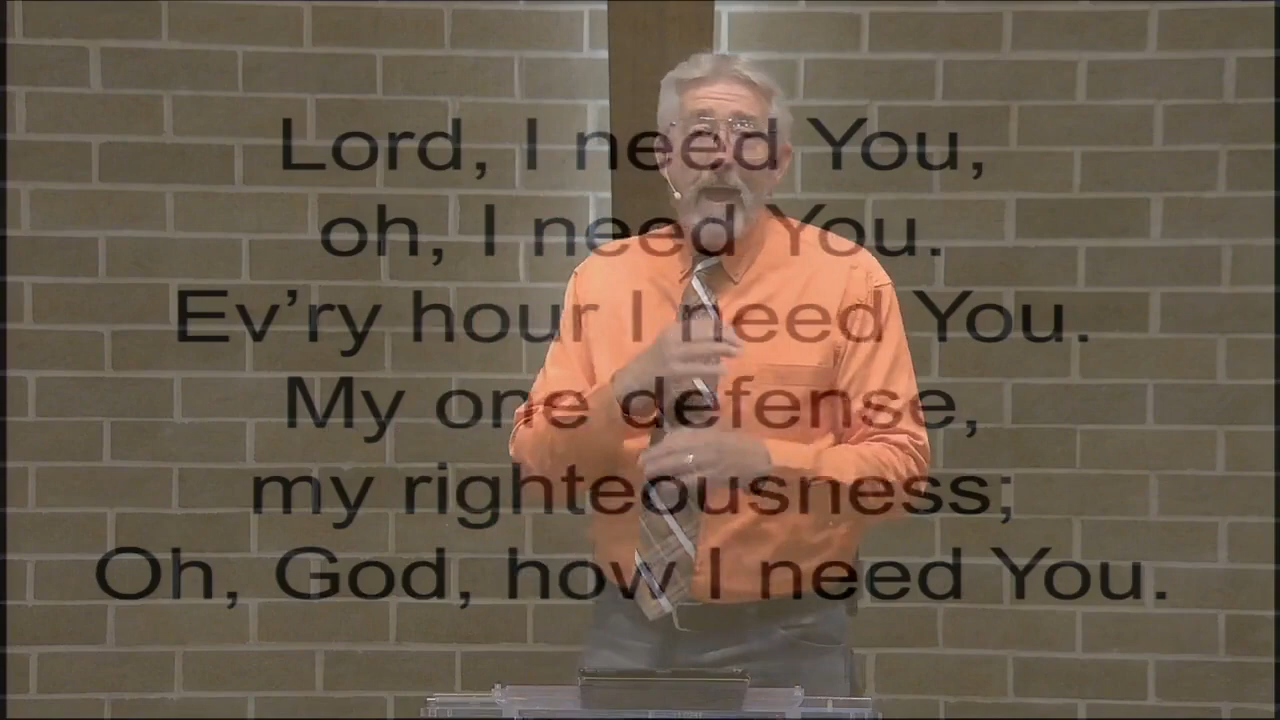 Lord, I need You,
oh, I need You.
Ev’ry hour I need You.
My one defense,
my righteousness;
Oh, God, how I need You.